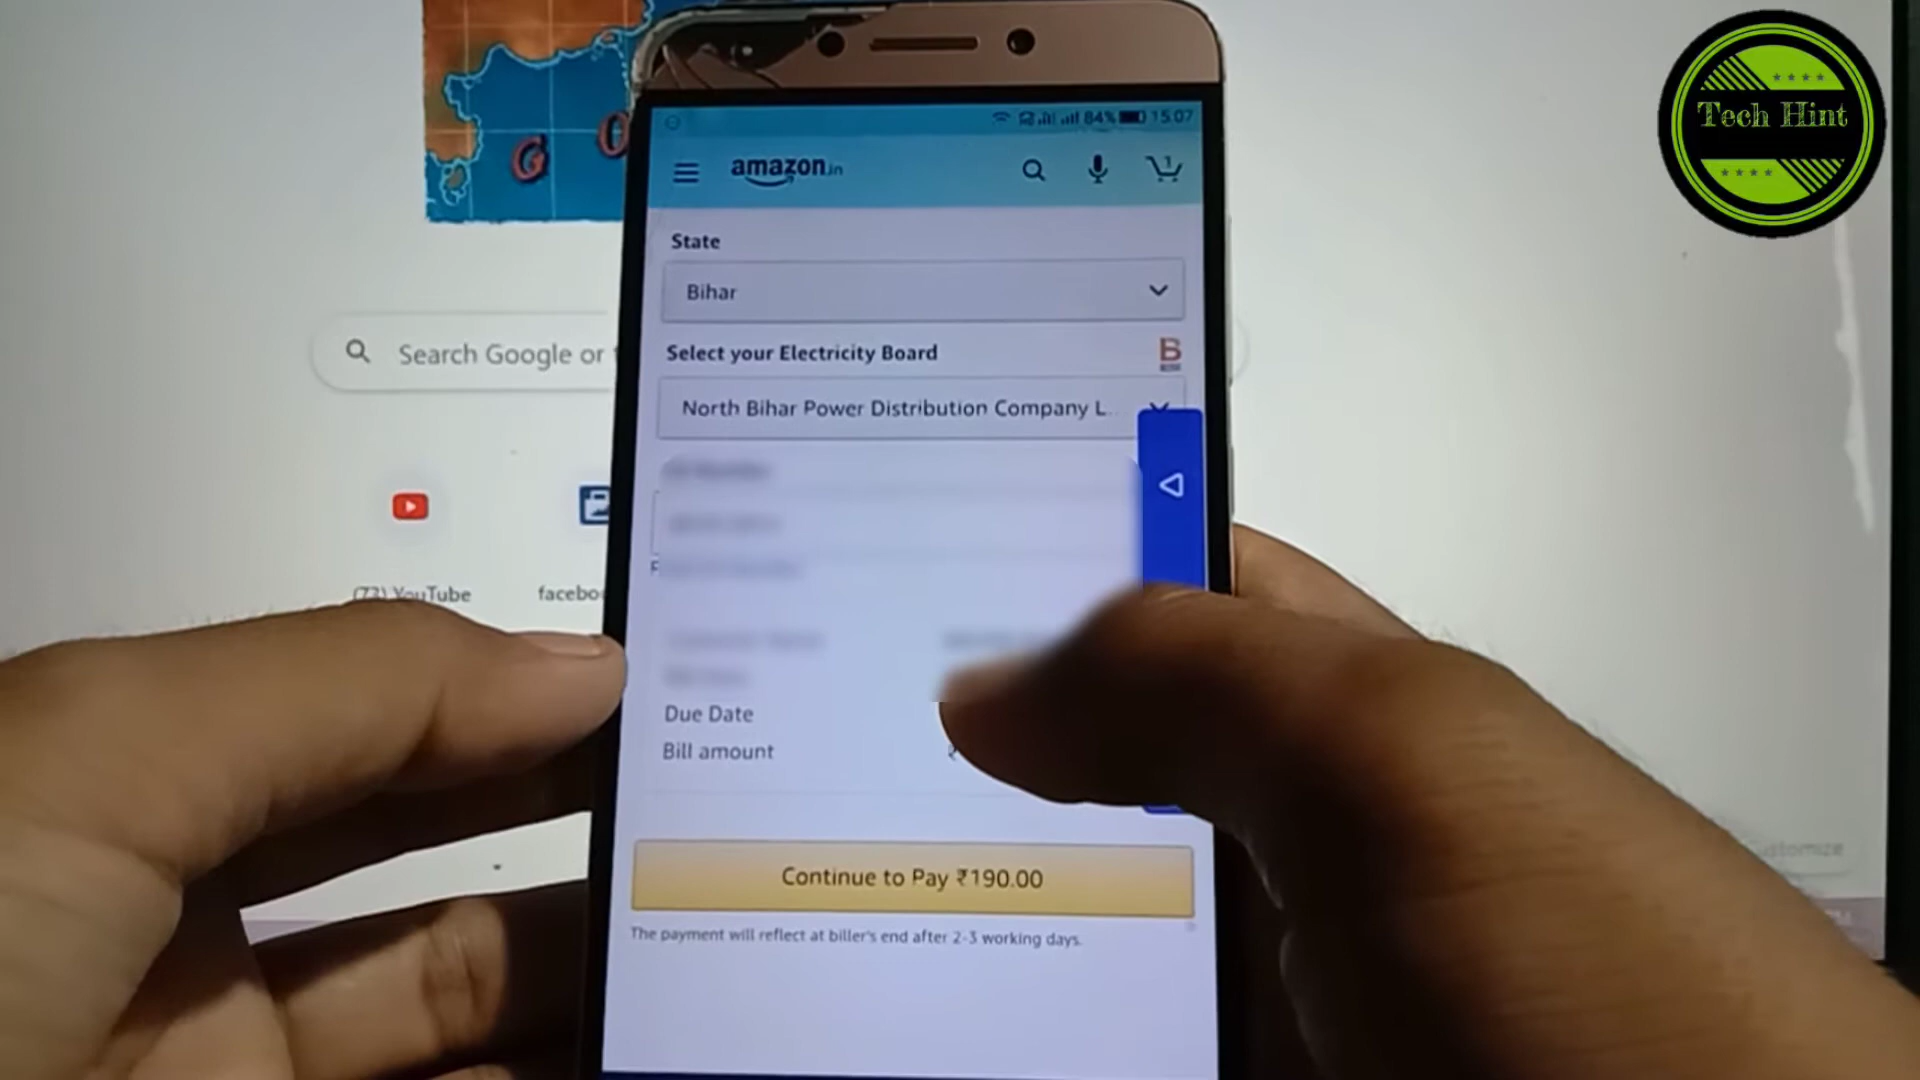 Tech Hint
G O
84% 15:07
amazon.in
1
State
Bihar
Search Google or
Select your Electricity Board
B
North Bihar Power Distribution Company L..
(73) YouTube
Due Date
Bill amount
₹
Continue to Pay ₹190.00
The payment will reflect at biller's end after 2-3 working days.